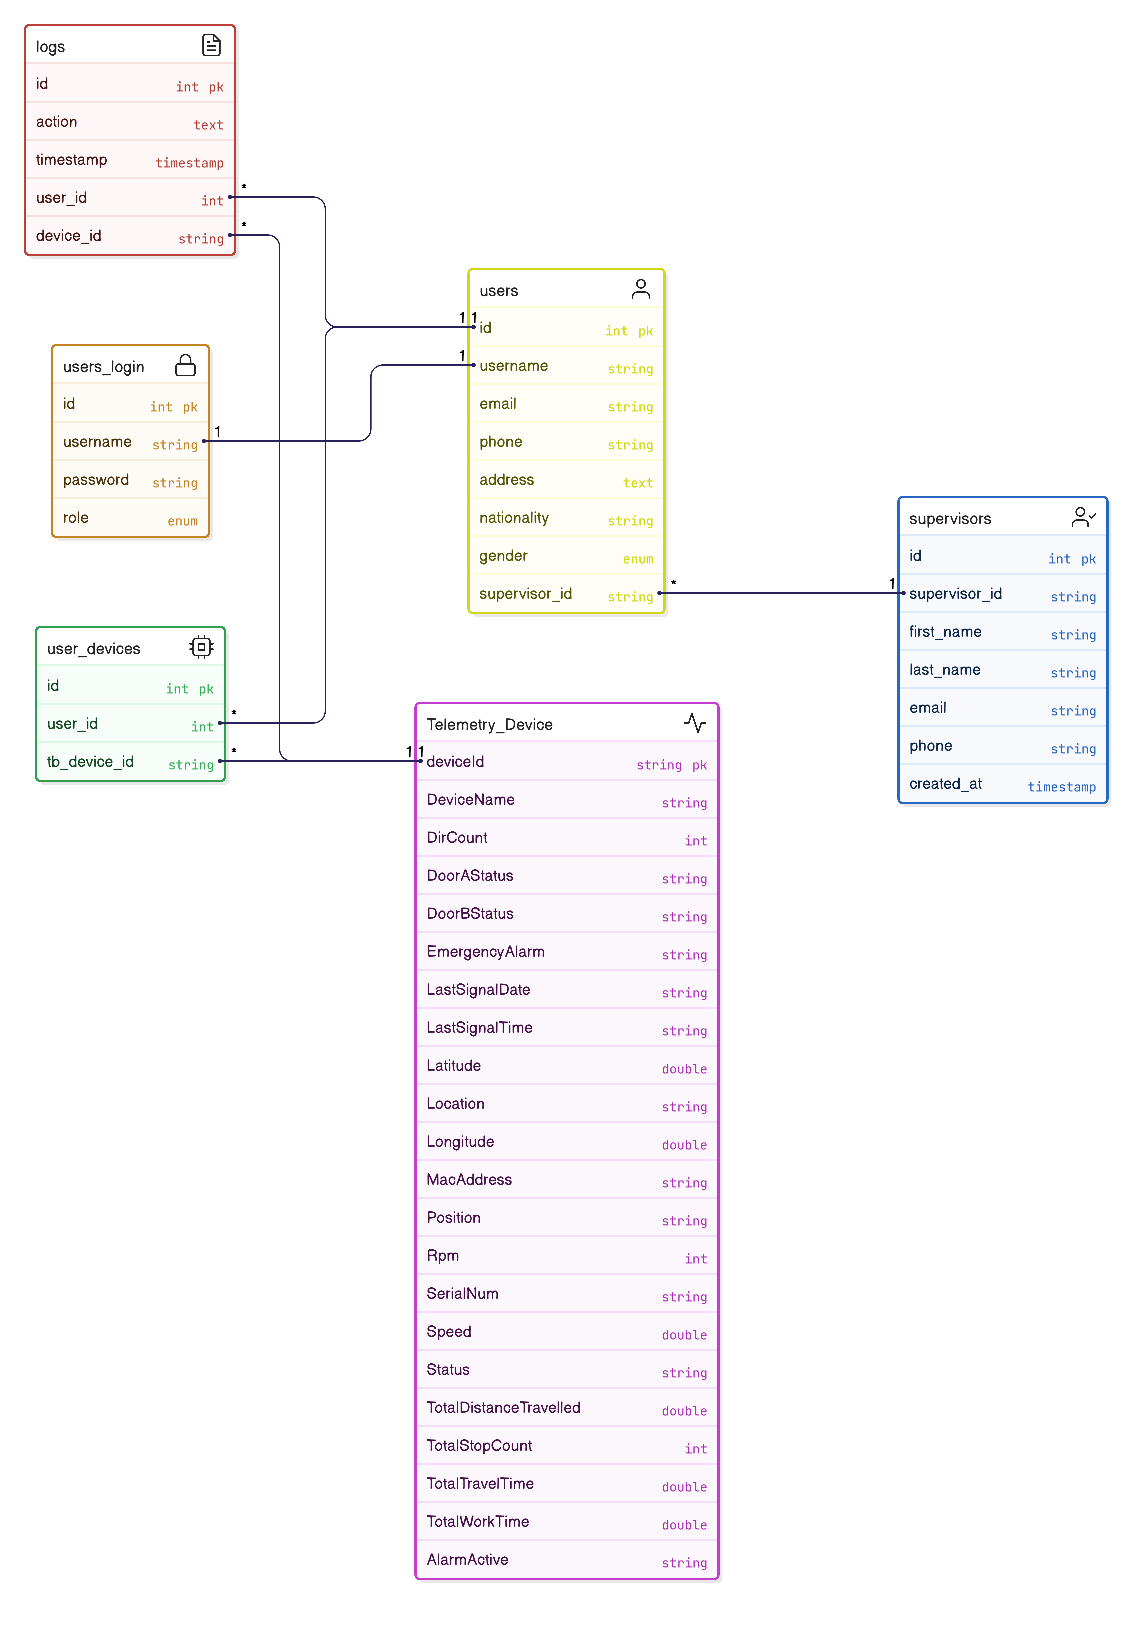 logs
id int pk
action text
timestamp timestamp
user_id int *
device_id string *
users
1 1 id int pk
1 username string
email string
phone string
address text
nationality string
gender enum
supervisor_id string *
users_login
id int pk
username string 1
password string
role enum
supervisors
id int pk
1 supervisor_id string
first_name string
last_name string
email string
phone string
created_at timestamp
user_devices
id int pk
user_id int *
tb_device_id string *
Telemetry_Device
1 1 deviceId string pk
DeviceName string
DirCount int
DoorAStatus string
DoorBStatus string
EmergencyAlarm string
LastSignalDate string
LastSignalTime string
Latitude double
Location string
Longitude double
MacAddress string
Position string
Rpm int
SerialNum string
Speed double
Status string
TotalDistanceTravelled double
TotalStopCount int
TotalTravelTime double
TotalWorkTime double
AlarmActive string